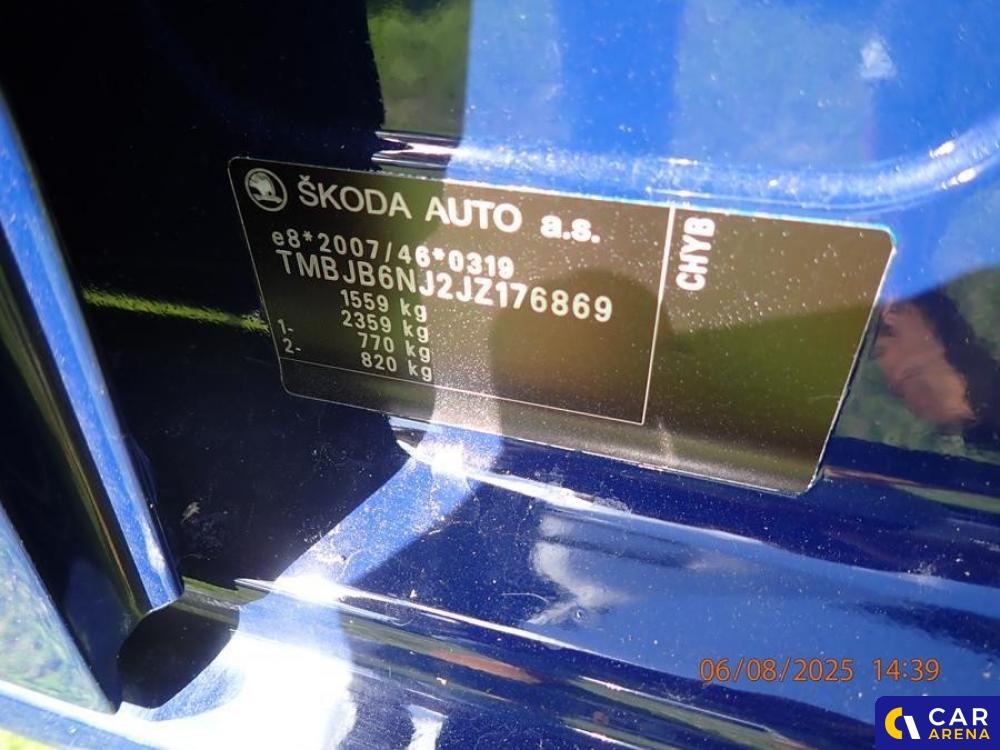 ŠKODA AUTO a.s.
e8*2007/46*0319
TMBJB6NJ2JZ176869
1559 kg
2359 kg
1- 770 kg
2- 820 kg
CHYB
06/08/2025 14:39
CAR
ARENA